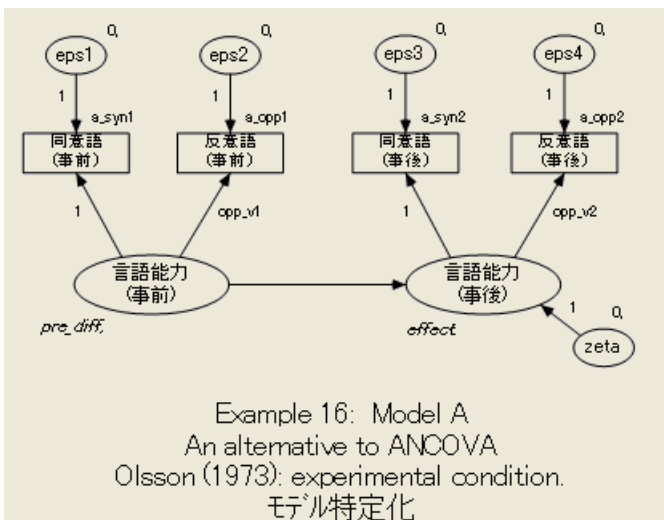 0,
0,
0,
0,
eps1
eps2
eps3
eps4
1
1
1
1
a_syn1
a_opp1
a_syn2
a_opp2
同意語
(事前)
反意語
(事前)
同意語
(事後)
反意語
(事後)
1
opp_v1
1
opp_v2
言語能力
(事前)
言語能力
(事後)
pre_diff,
effect
1
0,
zeta
Example 16: Model A
An alternative to ANCOVA
Olsson (1973): experimental condition.
モデル特定化